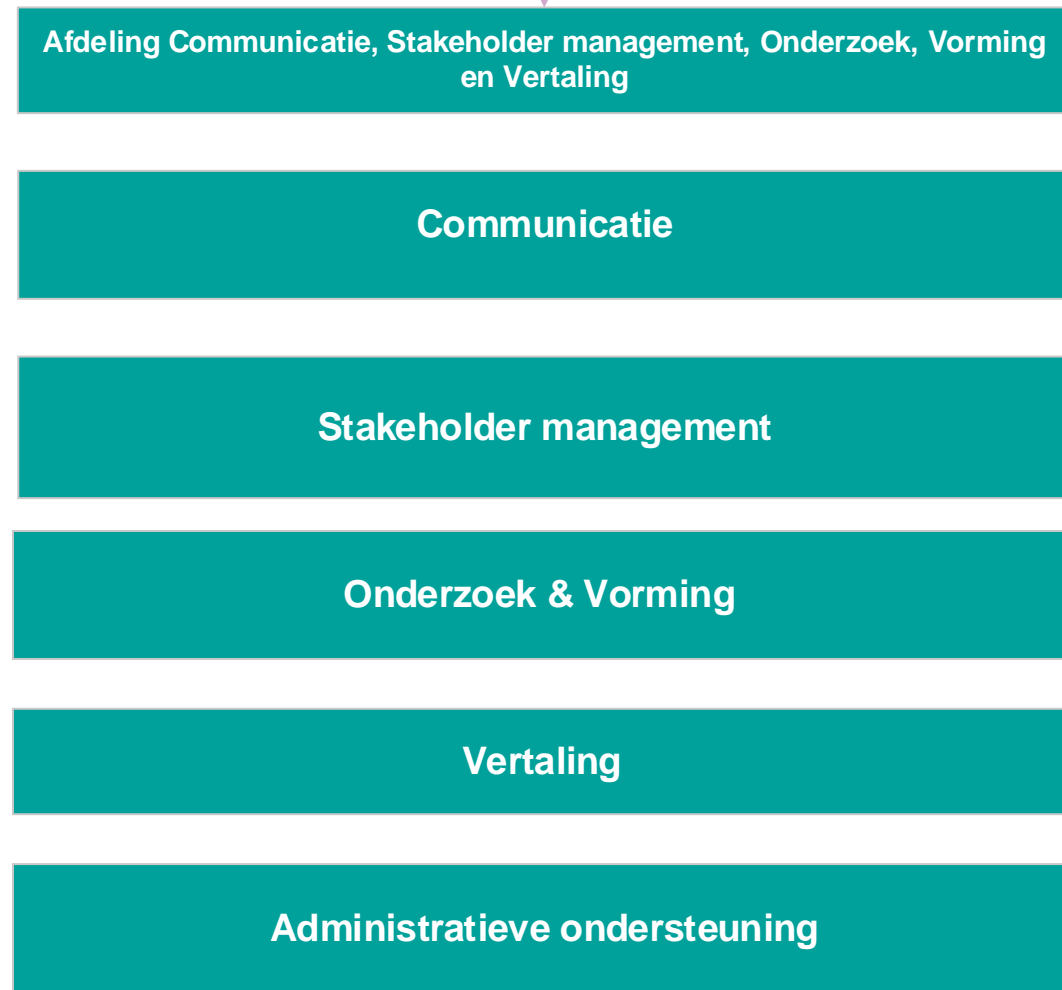 Afdeling Communicatie, Stakeholder management, Onderzoek, Vorming
en Vertaling
Communicatie
Stakeholder management
Onderzoek & Vorming
Vertaling
Administratieve ondersteuning